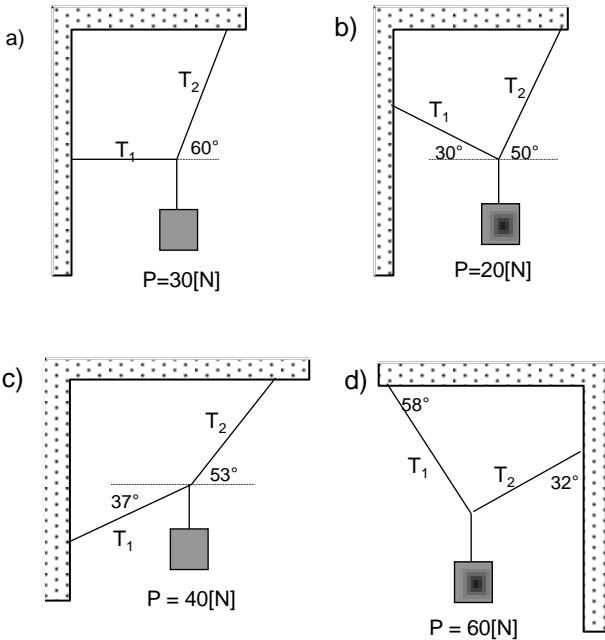 a)
T₂
T₁
60°
P=30[N]
b)
T₁
T₂
30°
50°
P=20[N]
c)
T₂
37°
53°
T₁
P = 40[N]
d)
58°
T₁
T₂
32°
P = 60[N]